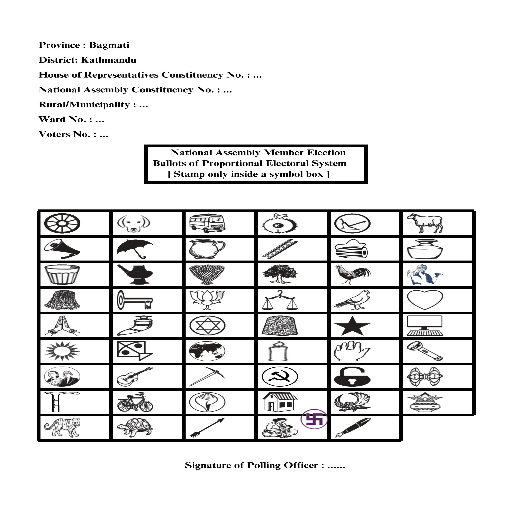 Province : Bagmati
District: Kathmandu
House of Representatives Constituency No. : ...
National Assembly Constituency No. : ...
Rural/Municipality : ...
Ward No. : ...
Voters No. : ...
National Assembly Member Election
Ballots of Proportional Electoral System
[ Stamp only inside a symbol box ]
Signature of Polling Officer : ......